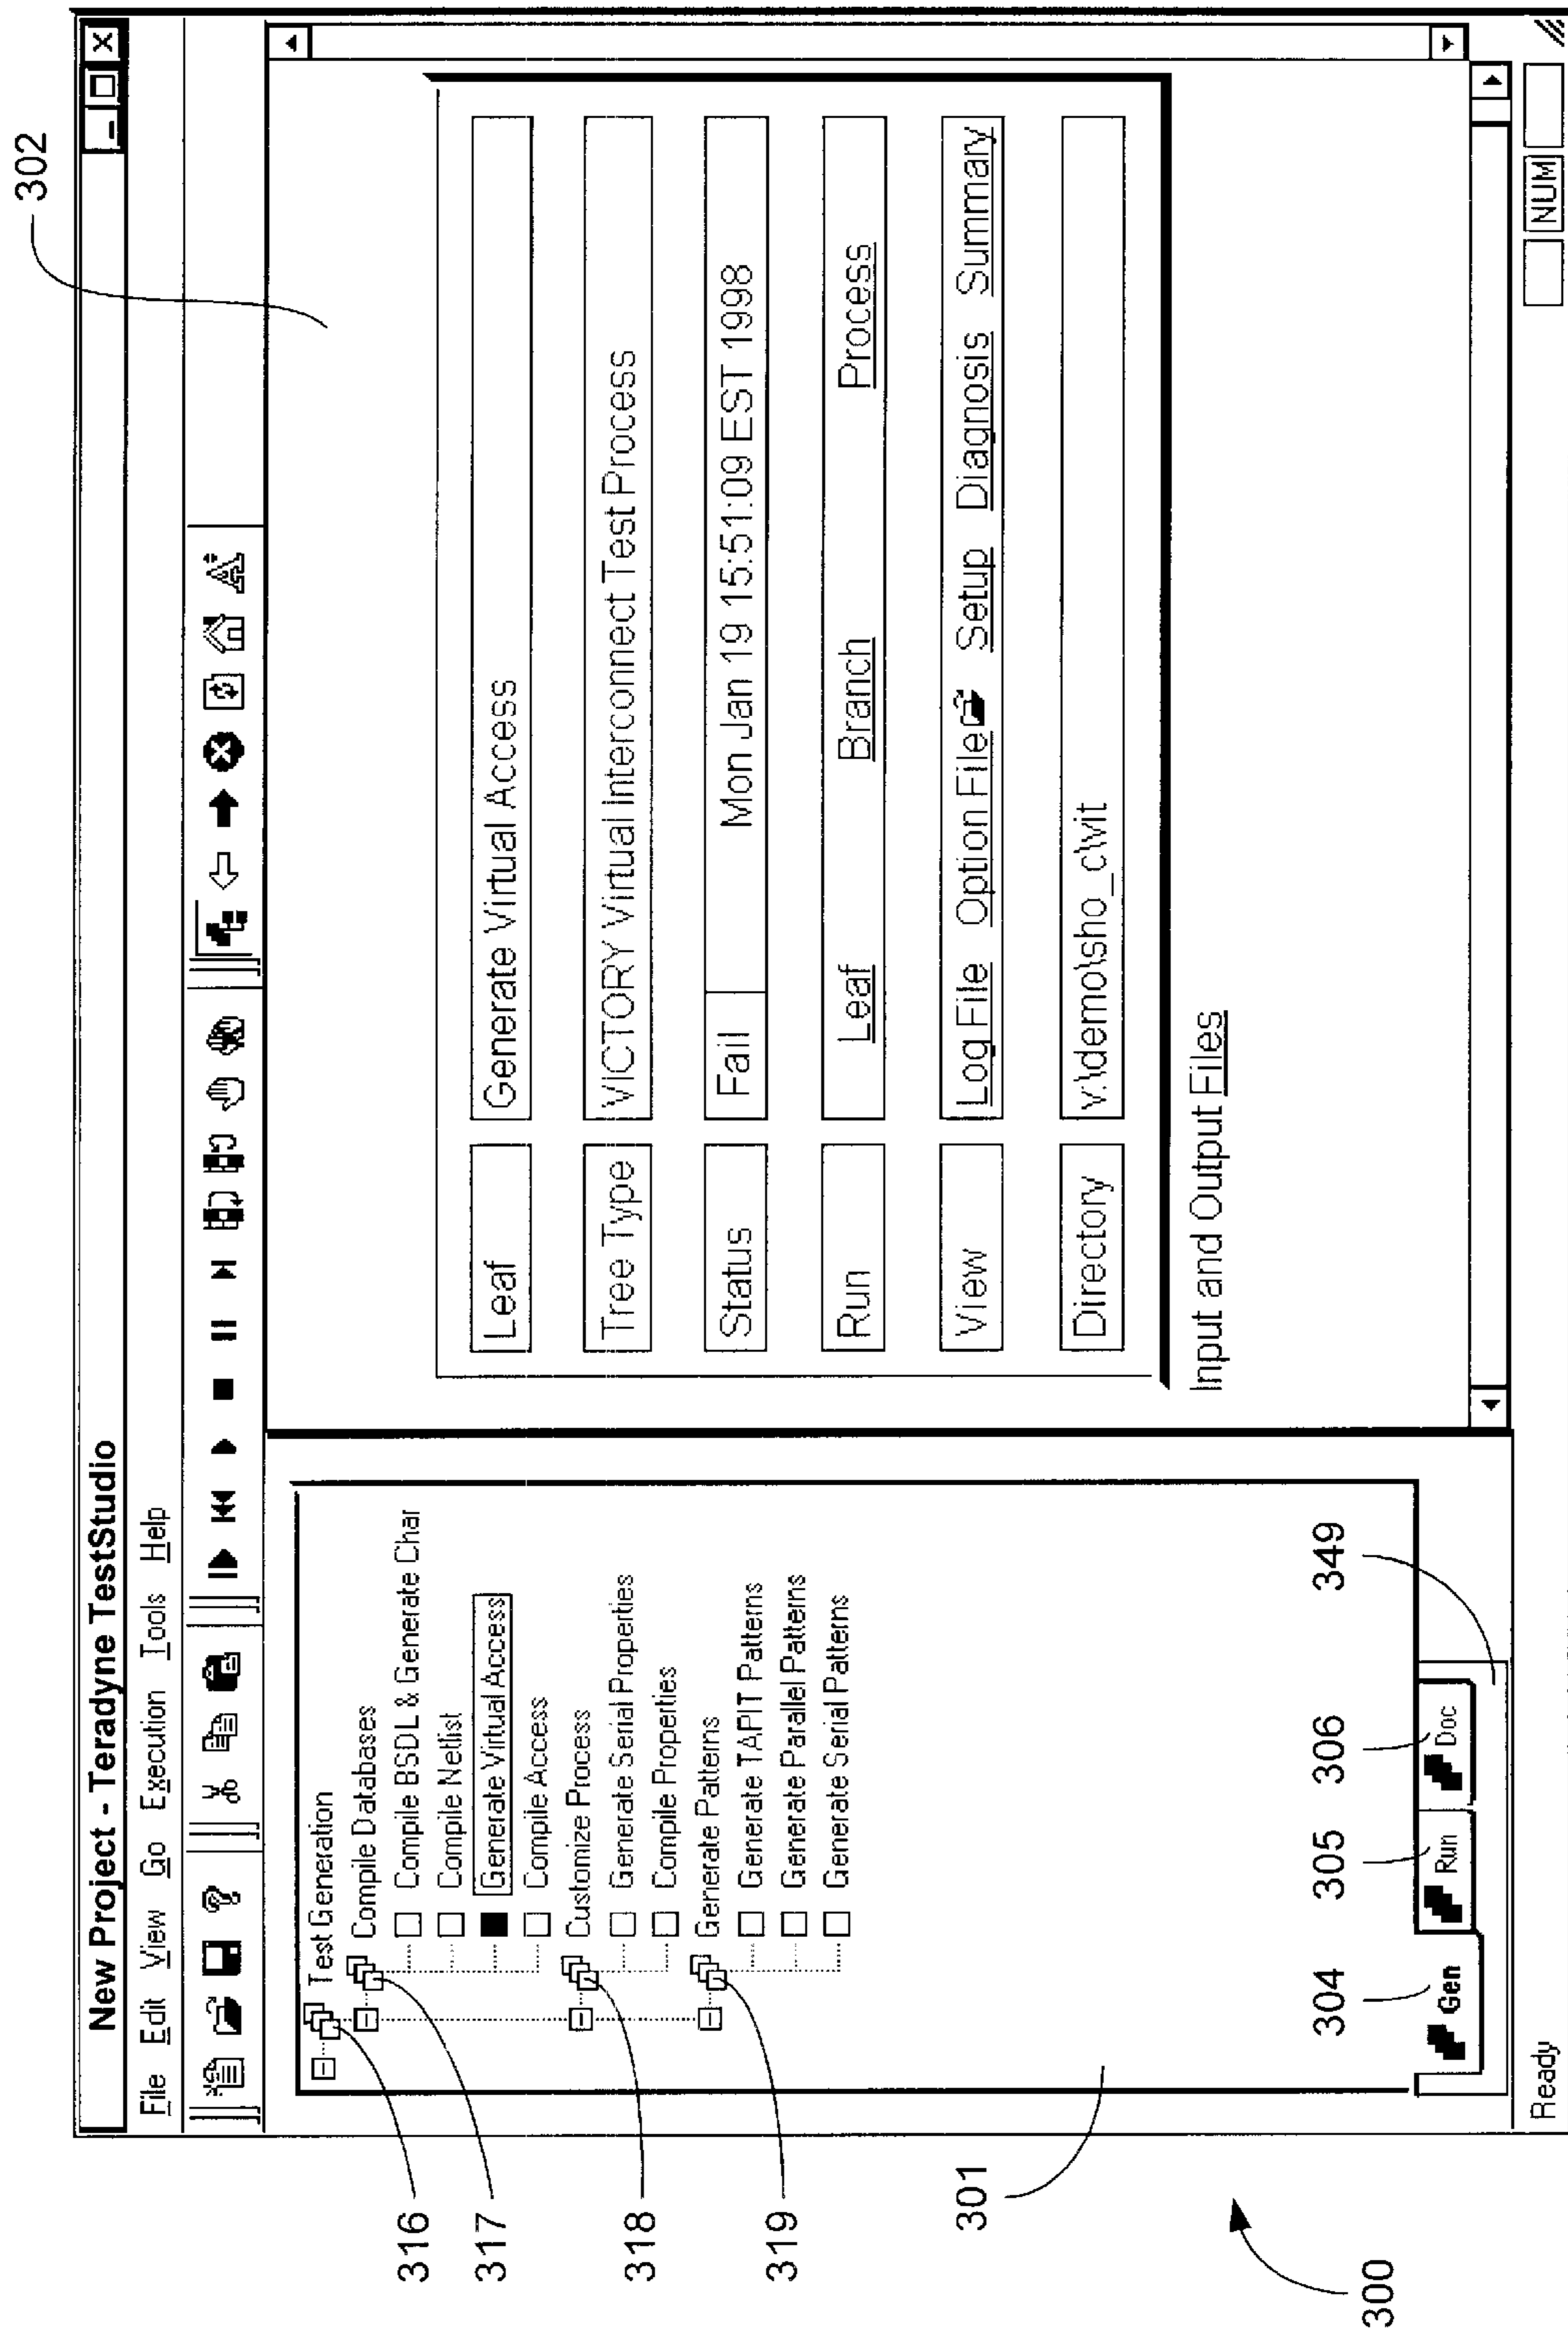 302
New Project - Teradyne TestStudio
File Edit View Go Execution Tools Help
Test Generation
Compile Databases
Compile BSDL & Generate Char
Compile Netlist
Generate Virtual Access
Compile Access
Customize Process
Generate Serial Properties
Compile Properties
Generate Patterns
Generate TAPIT Patterns
Generate Parallel Patterns
Generate Serial Patterns
316
317
318
319
301
300
304
305
306
349
Gen
Run
Doc
Leaf Generate Virtual Access
Tree Type VICTORY Virtual Interconnect Test Process
Status Fail Mon Jan 19 15:51:09 EST 1998
Run Leaf Branch Process
View Log File Option File Setup Diagnosis Summary
Directory v:\demo\sho_c\vit
Input and Output Files
Ready
NUM